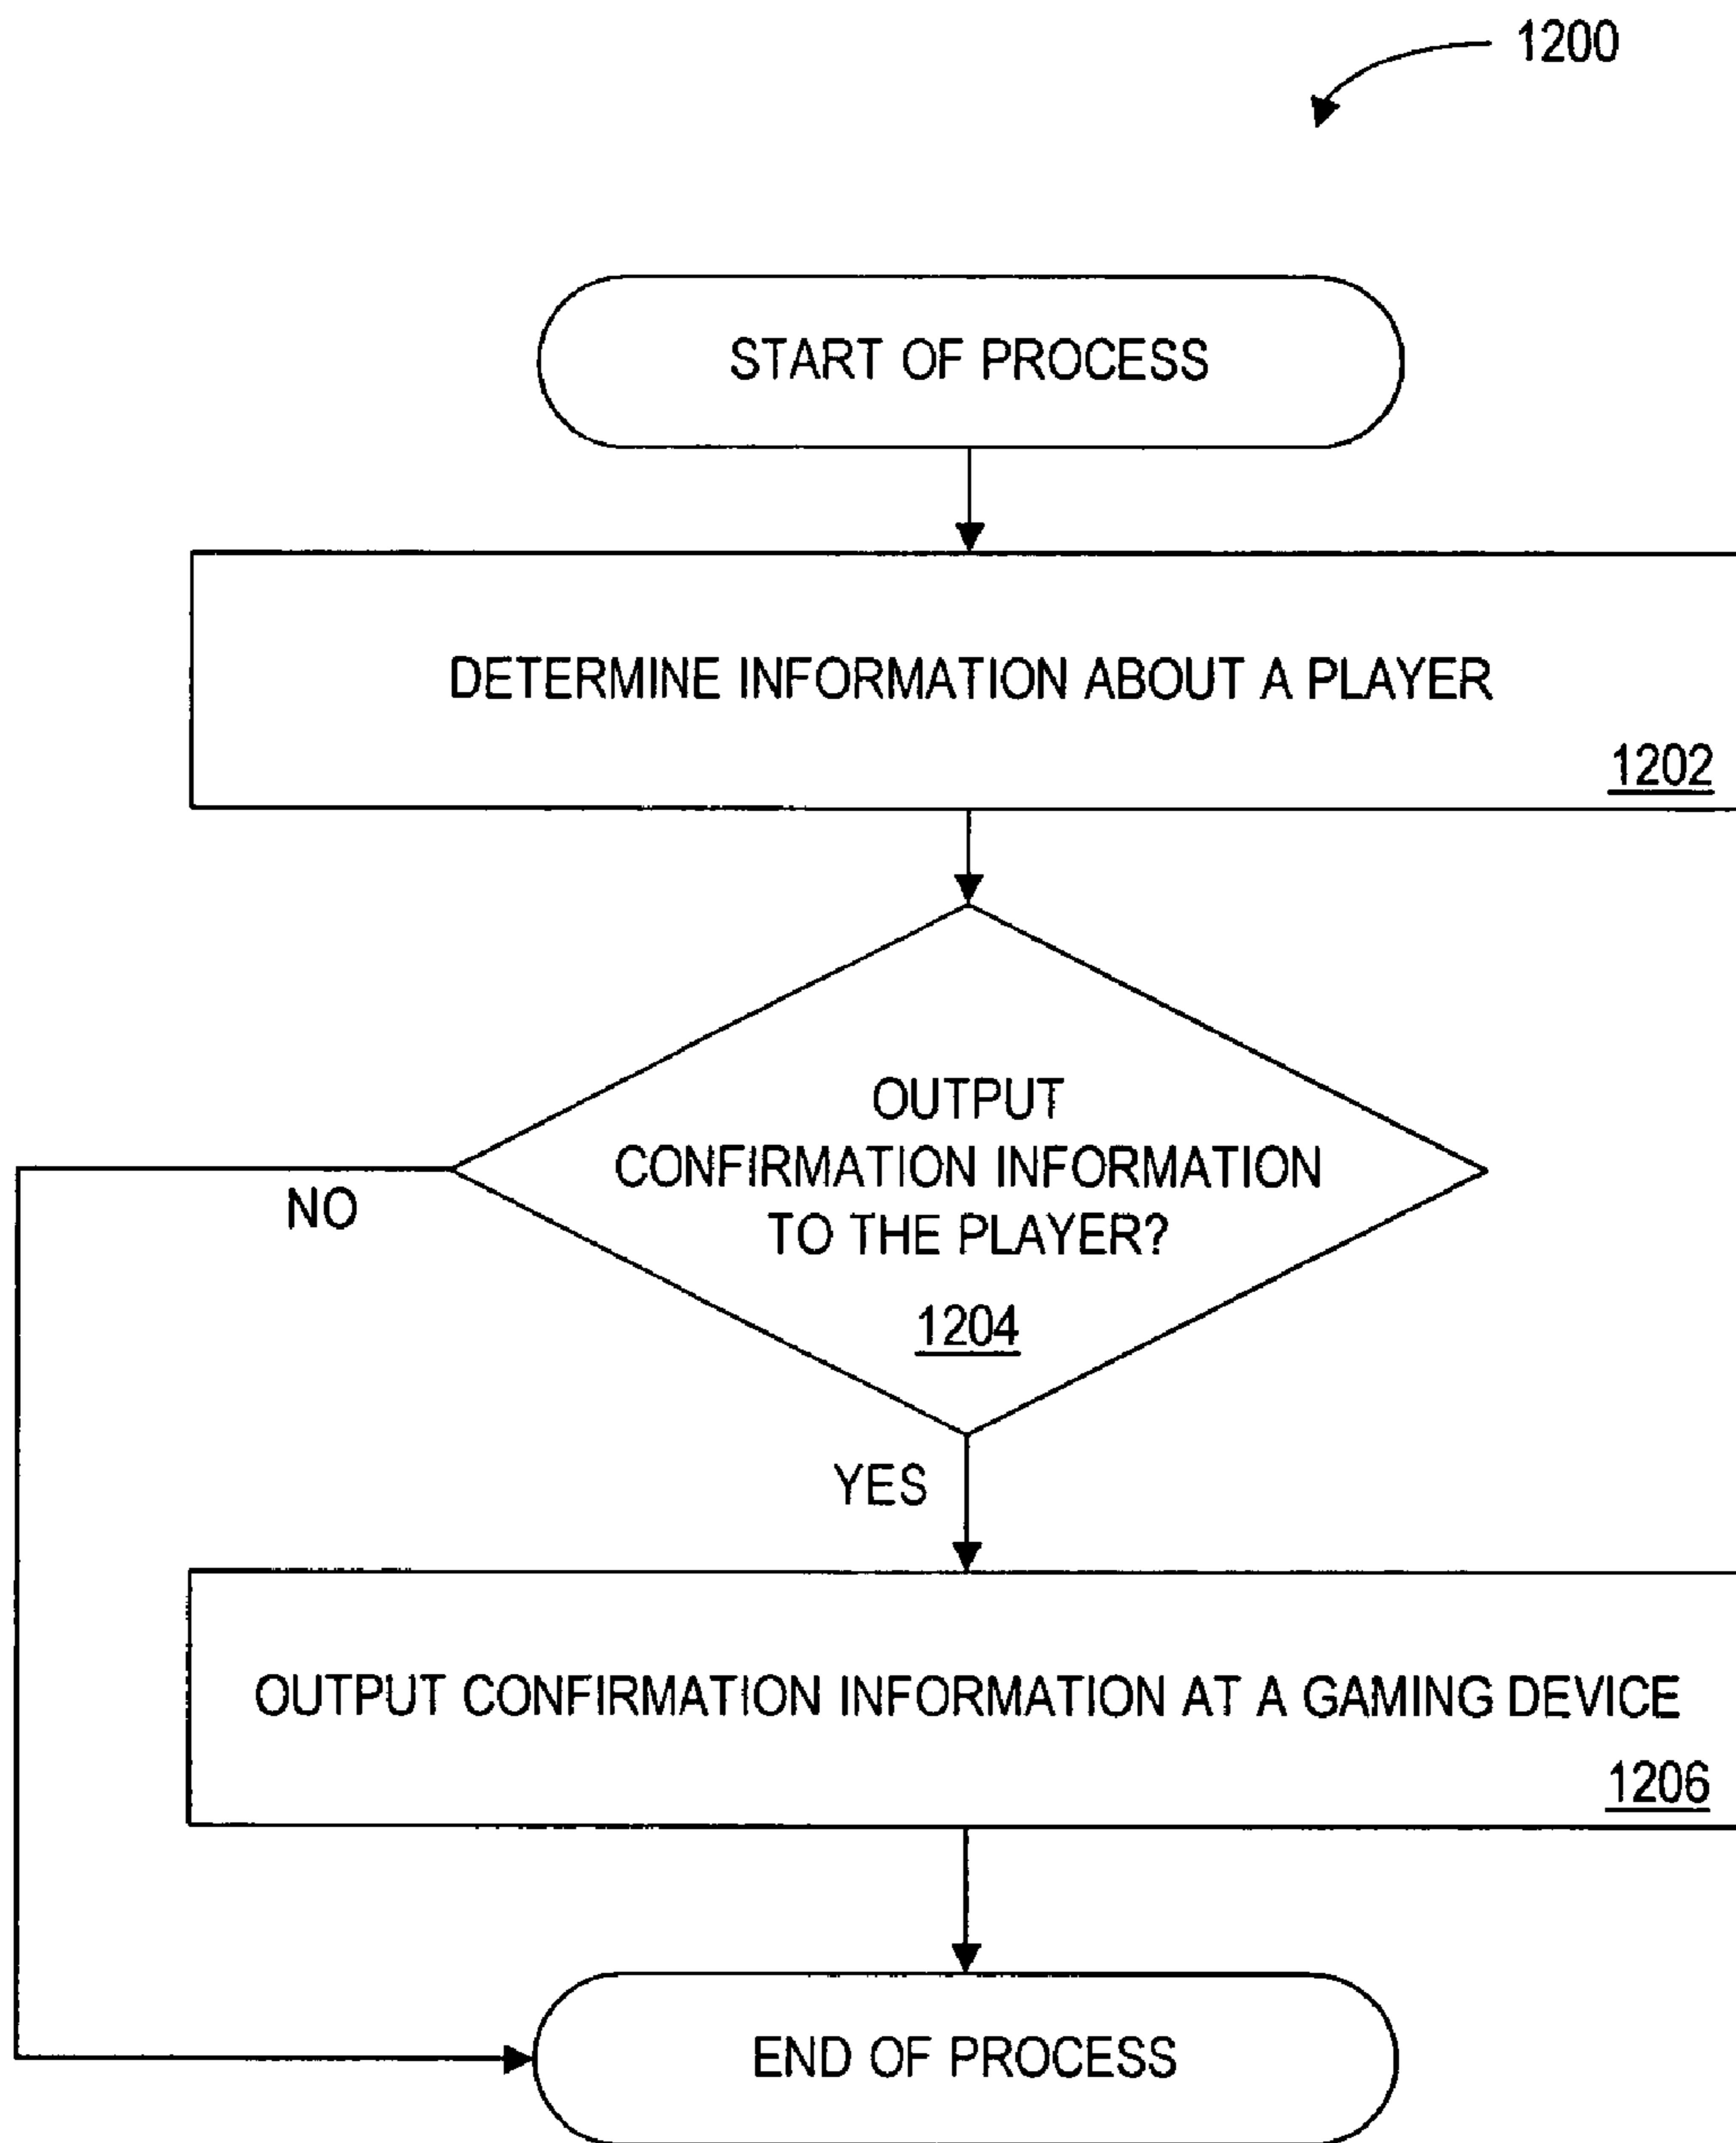 1200
START OF PROCESS
DETERMINE INFORMATION ABOUT A PLAYER
1202
OUTPUT
CONFIRMATION INFORMATION
TO THE PLAYER?
1204
NO
YES
OUTPUT CONFIRMATION INFORMATION AT A GAMING DEVICE
1206
END OF PROCESS